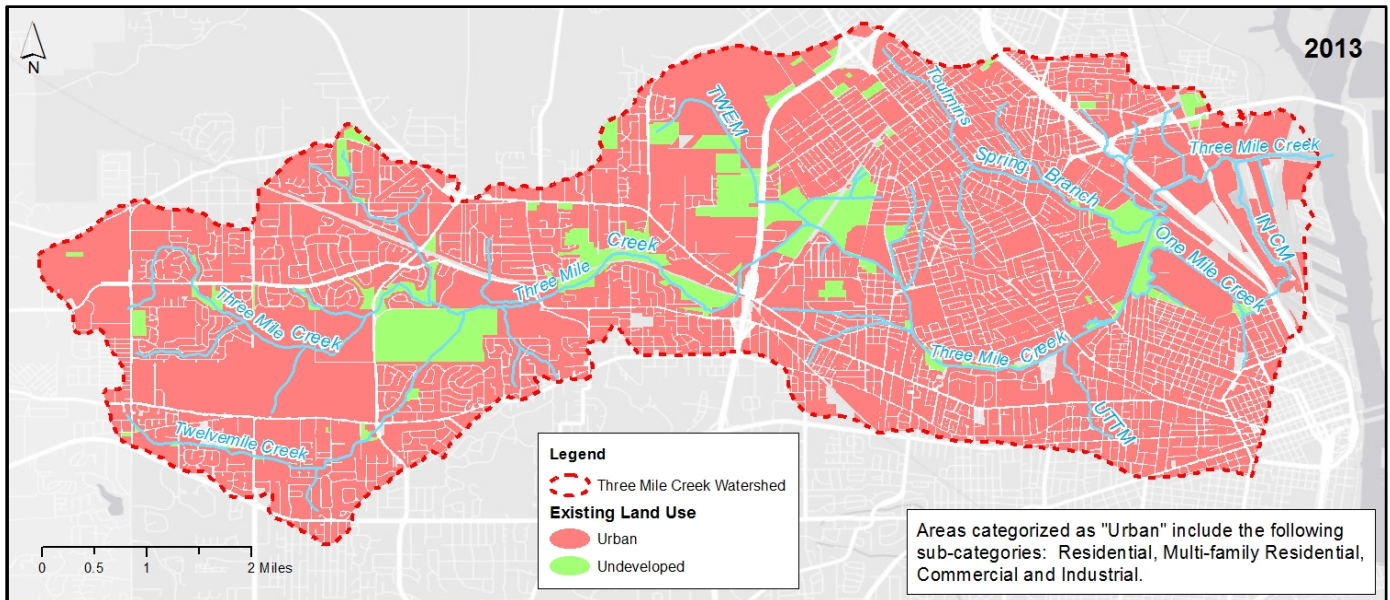 2013
N
TWEM
Toulmins
Spring
Branch
Three Mile Creek
IN CM
One Mile Creek
Creek
Three Mile
Three Mile Creek
Three Mile Creek
UTTM
Twelvemile Creek
Legend
Three Mile Creek Watershed
Existing Land Use
Urban
Undeveloped
0 0.5 1 2 Miles
Areas categorized as "Urban" include the following
sub-categories: Residential, Multi-family Residential,
Commercial and Industrial.